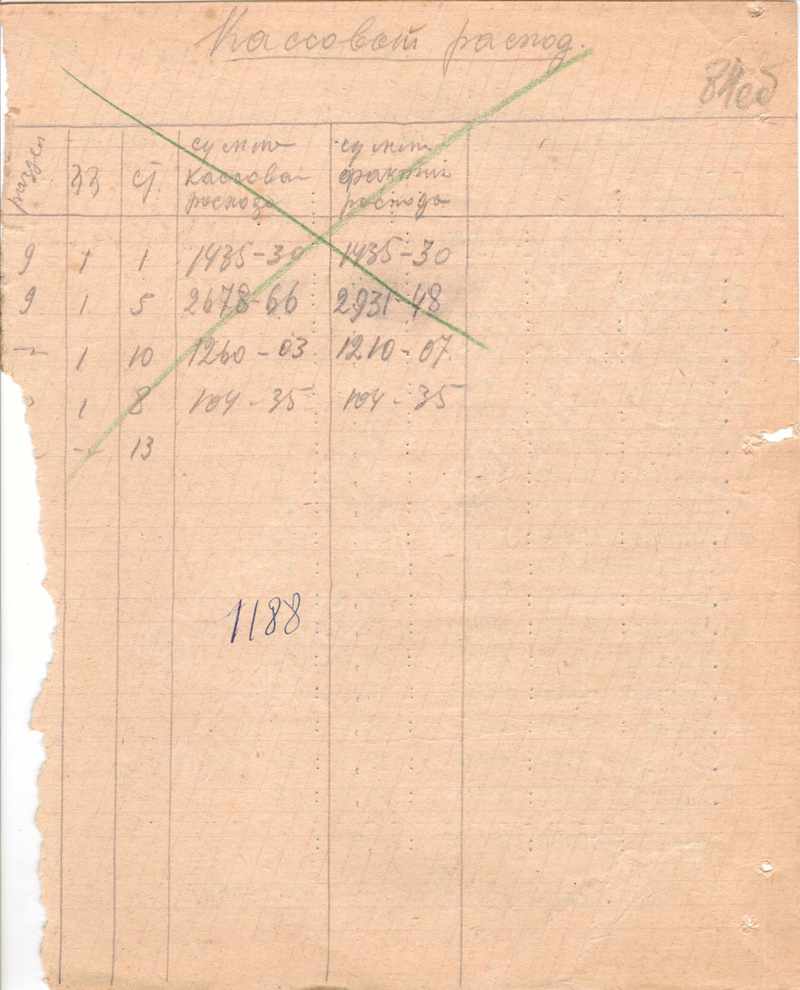 Кассовый расход.
84об
раздел §§ ст. сумма кассовой расхода сумма фактич расхода
9 1 1 1435-30 1435-30
9 1 5 2678-66 2931-48
1 10 1260-03 1210-07
1 8 104-35 104-35
13
1188